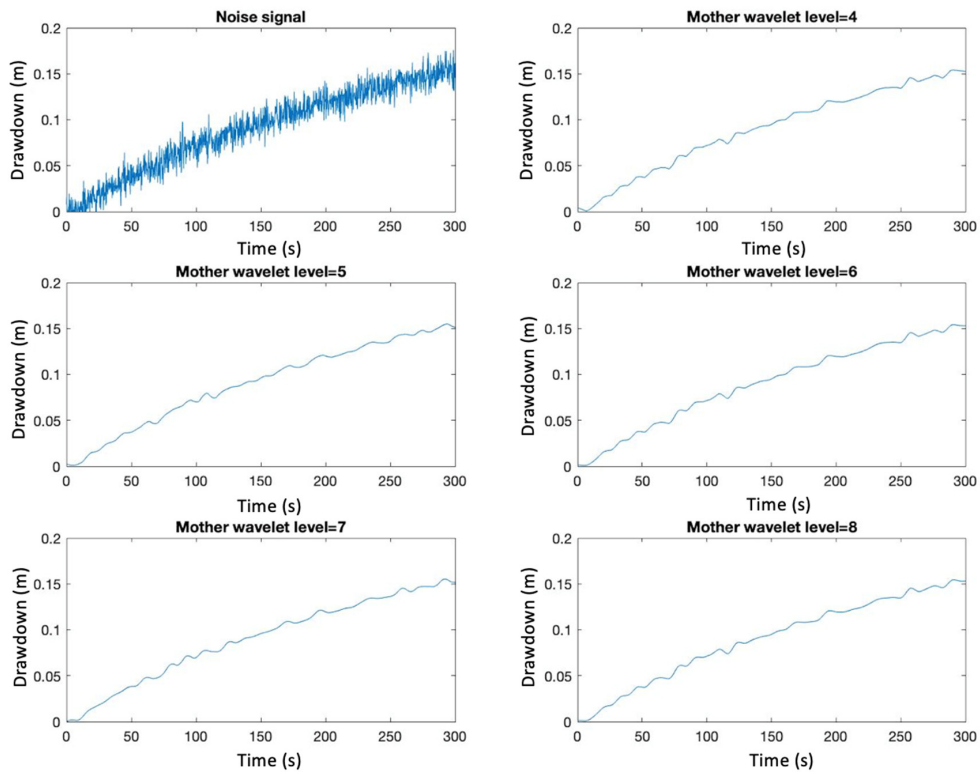 Noise signal
0.2
0.15
0.1
0.05
0
Drawdown (m)
0 50 100 150 200 250 300
Time (s)
Mother wavelet level=4
0.2
0.15
0.1
0.05
0
Drawdown (m)
0 50 100 150 200 250 300
Time (s)
Mother wavelet level=5
0.2
0.15
0.1
0.05
0
Drawdown (m)
0 50 100 150 200 250 300
Time (s)
Mother wavelet level=6
0.2
0.15
0.1
0.05
0
Drawdown (m)
0 50 100 150 200 250 300
Time (s)
Mother wavelet level=7
0.2
0.15
0.1
0.05
0
Drawdown (m)
0 50 100 150 200 250 300
Time (s)
Mother wavelet level=8
0.2
0.15
0.1
0.05
0
Drawdown (m)
0 50 100 150 200 250 300
Time (s)